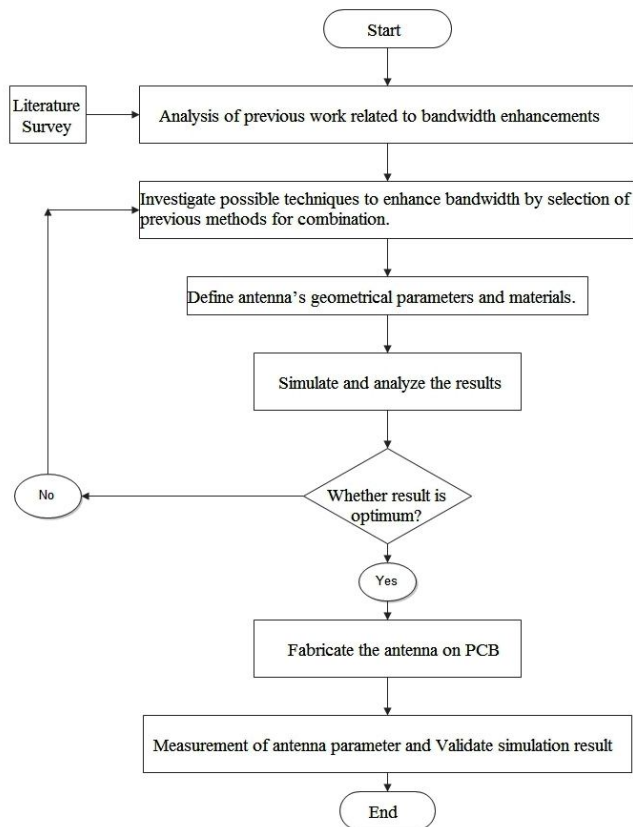 Start
Literature
Survey
Analysis of previous work related to bandwidth enhancements
Investigate possible techniques to enhance bandwidth by selection of
previous methods for combination.
Define antenna's geometrical parameters and materials.
Simulate and analyze the results
Whether result is
optimum?
No
Yes
Fabricate the antenna on PCB
Measurement of antenna parameter and Validate simulation result
End